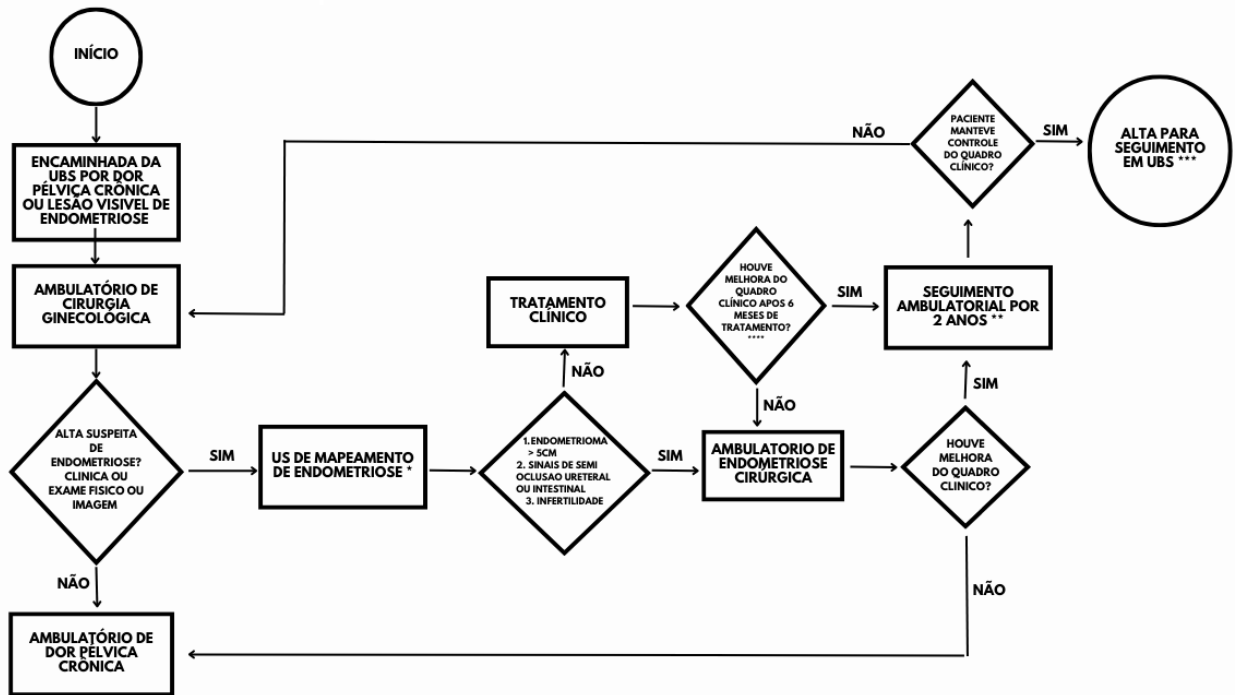 INÍCIO
ENCAMINHADA DA
UBS POR DOR
PÉLVICA CRÔNICA
OU LESÃO VISIVEL DE
ENDOMETRIOSE
AMBULATÓRIO DE
CIRURGIA
GINECOLÓGICA
ALTA SUSPEITA
DE
ENDOMETRIOSE?
CLINICA OU
EXAME FISICO OU
IMAGEM
SIM
NÃO
AMBULATÓRIO DE
DOR PÉLVICA
CRÔNICA
US DE MAPEAMENTO
DE ENDOMETRIOSE *
1. ENDOMETRIOMA
> 5CM
2. SINAIS DE SEMI
OCLUSAO URETERAL
OU INTESTINAL
3. INFERTILIDADE
NÃO
SIM
TRATAMENTO
CLÍNICO
HOUVE
MELHORA DO
QUADRO
CLÍNICO APOS 6
MESES DE
TRATAMENTO?
****
SIM
NÃO
AMBULATORIO DE
ENDOMETRIOSE
CIRÚRGICA
HOUVE
MELHORA
DO QUADRO
CLINICO?
SIM
NÃO
SEGUIMENTO
AMBULATORIAL POR
2 ANOS **
PACIENTE
MANTEVE
CONTROLE
DO QUADRO
CLÍNICO?
NÃO
SIM
ALTA PARA
SEGUIMENTO
EM UBS ***